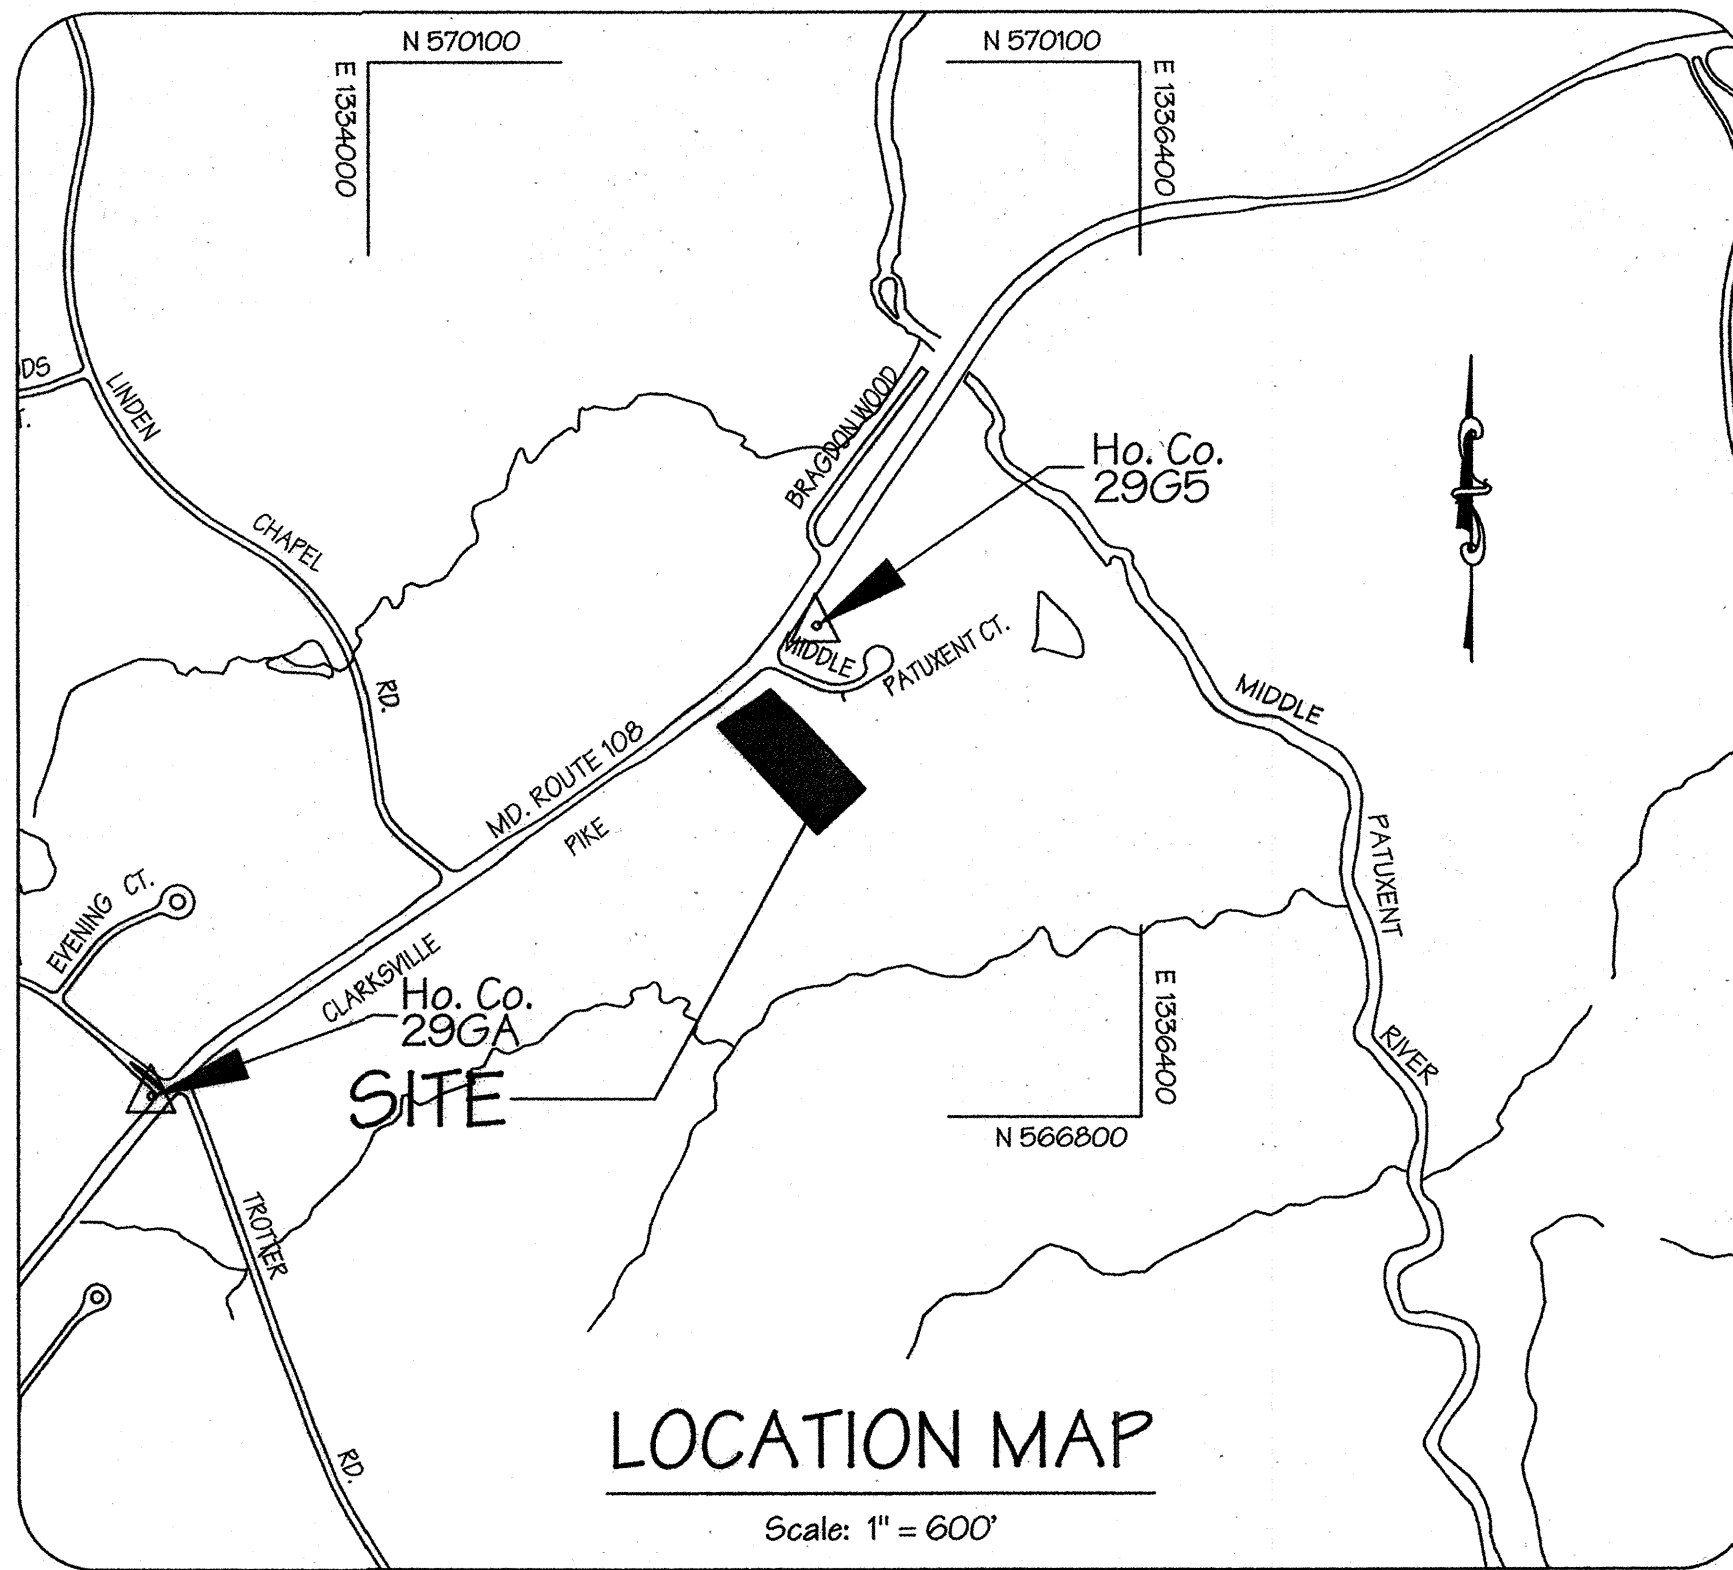 N 570100
N 570100
E 1334000
E 1336400
DS
T.
LINDEN
CHAPEL
RD.
BRAGDON WOOD
Ho. Co.
29G5
MIDDLE
PATUXENT CT.
MIDDLE
PATUXENT
RIVER
MD. ROUTE 108
PIKE
CLARKSVILLE
EVENING CT.
Ho. Co.
29GA
SITE
E 1336400
N 566800
TROTTER
RD.
LOCATION MAP
Scale: 1" = 600'